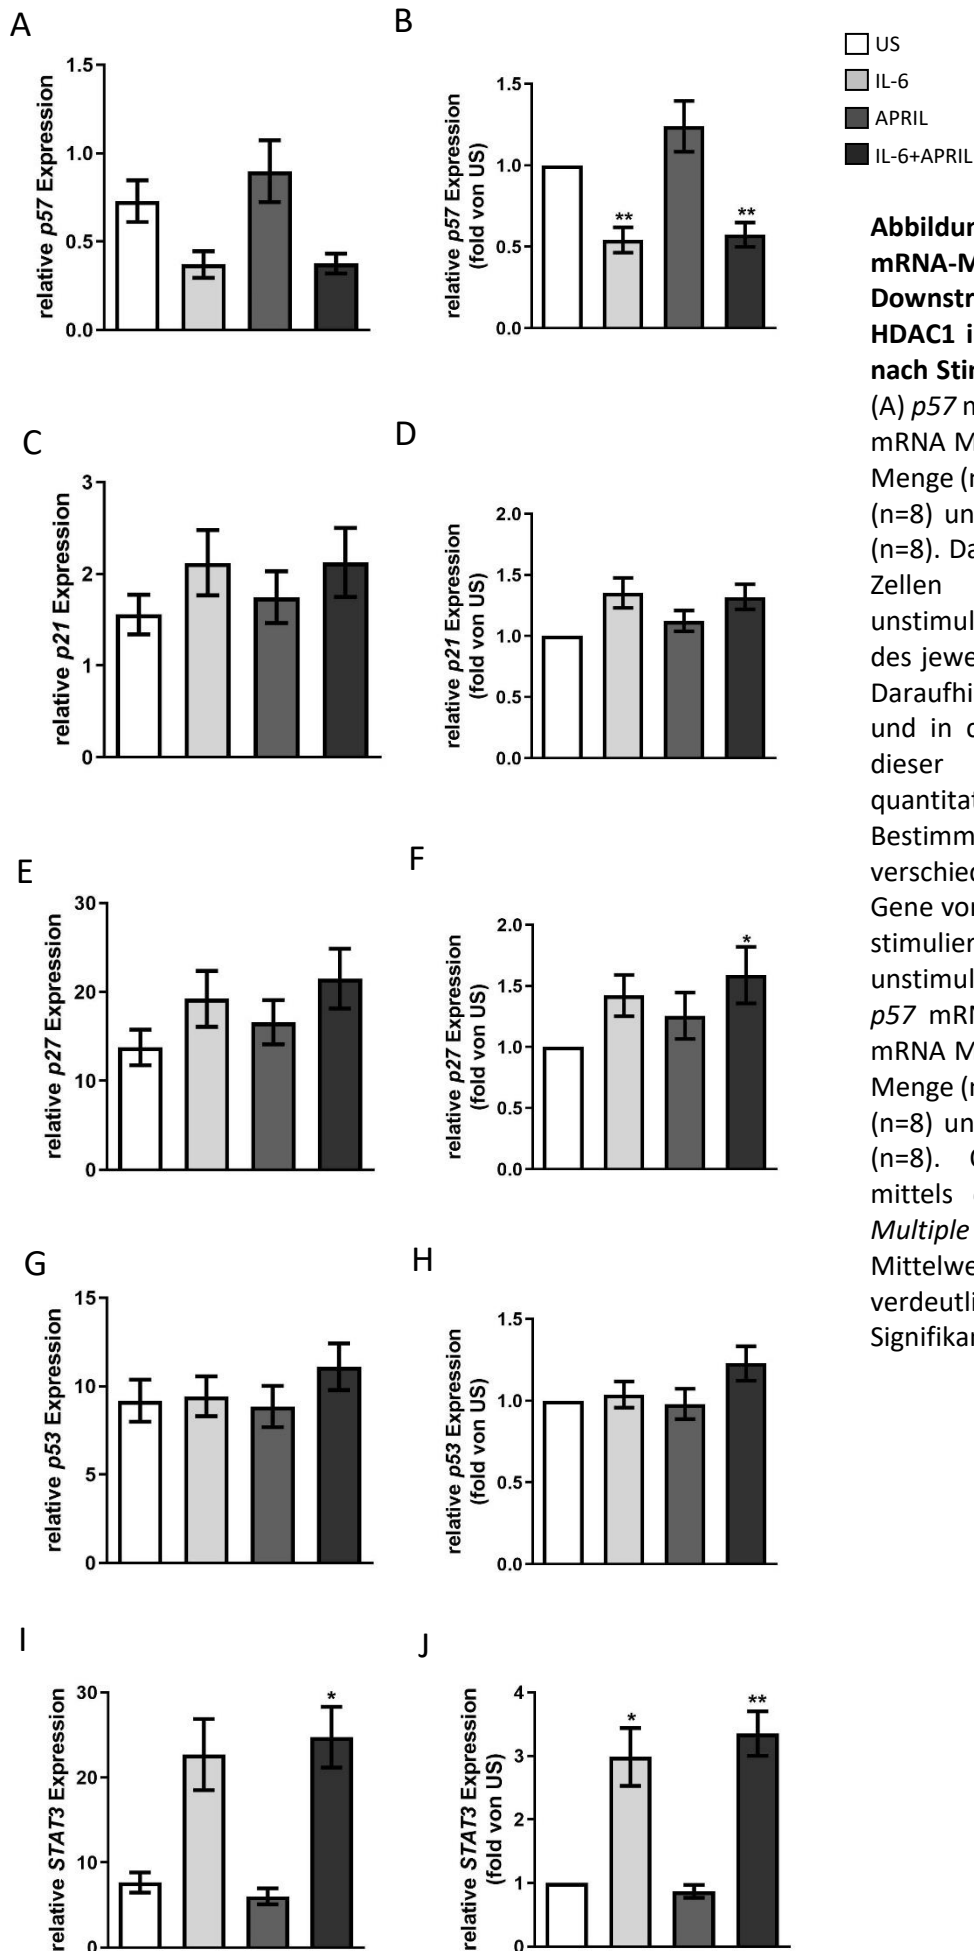 A
relative p57 Expression
1.5
1.0
0.5
0.0
B
relative p57 Expression
(fold von US)
1.5
1.0
0.5
0.0
**
**
US
IL-6
APRIL
IL-6+APRIL
C
relative p21 Expression
3
2
1
0
D
relative p21 Expression
(fold von US)
2.0
1.5
1.0
0.5
0.0
E
relative p27 Expression
30
20
10
0
F
relative p27 Expression
(fold von US)
2.0
1.5
1.0
0.5
0.0
*
G
relative p53 Expression
15
10
5
0
H
relative p53 Expression
(fold von US)
1.5
1.0
0.5
0.0
I
relative STAT3 Expression
30
20
10
0
*
J
relative STAT3 Expression
(fold von US)
4
3
2
1
0
*
**
Abbildun
mRNA-M
Downstr
HDAC1 i
nach Stir
(A) p57 m
mRNA M
Menge (n
(n=8) un
(n=8). Da
Zellen
unstimul
des jewe
Daraufhi
und in d
dieser
quantitat
Bestimm
verschied
Gene vor
stimulier
unstimul
p57 mRN
mRNA M
Menge (n
(n=8) un
(n=8).
mittels
Multiple
Mittelwe
verdeutli
Signifikar